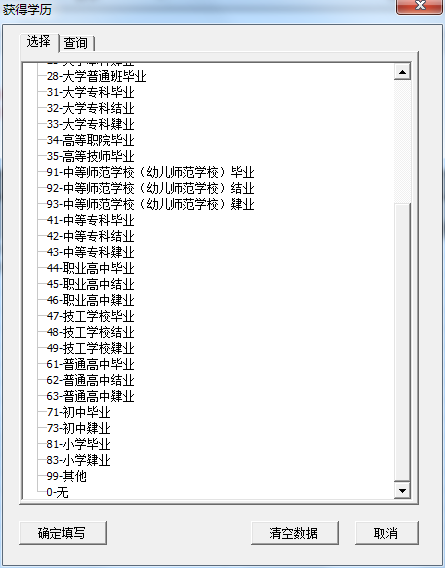 获得学历
选择 查询
28-大学普通班毕业
31-大学专科毕业
32-大学专科结业
33-大学专科肄业
34-高等职院毕业
35-高等技师毕业
91-中等师范学校（幼儿师范学校）毕业
92-中等师范学校（幼儿师范学校）结业
93-中等师范学校（幼儿师范学校）肄业
41-中等专科毕业
42-中等专科结业
43-中等专科肄业
44-职业高中毕业
45-职业高中结业
46-职业高中肄业
47-技工学校毕业
48-技工学校结业
49-技工学校肄业
61-普通高中毕业
62-普通高中结业
63-普通高中肄业
71-初中毕业
73-初中肄业
81-小学毕业
83-小学肄业
99-其他
0-无
确定填写 清空数据 取消